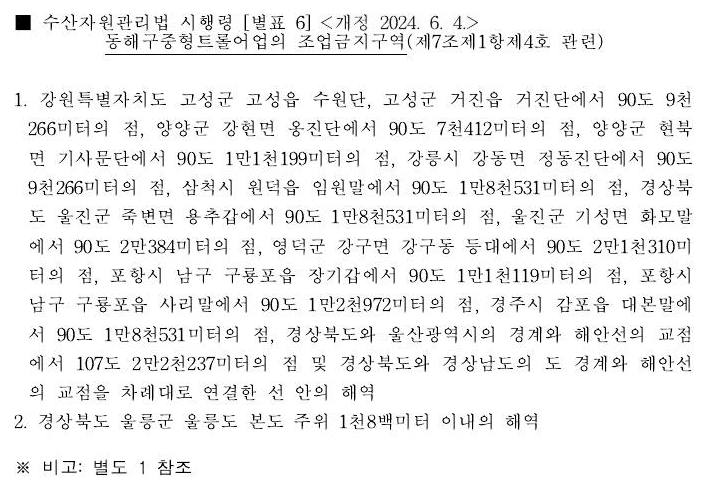 ■ 수산자원관리법 시행령 [별표 6] <개정 2024. 6. 4.>
동해구중형트롤어업의 조업금지구역(제7조제1항제4호 관련)
1. 강원특별자치도 고성군 고성읍 수원단, 고성군 거진읍 거진단에서 90도 9천
266미터의 점, 양양군 강현면 옹진단에서 90도 7천412미터의 점, 양양군 현북
면 기사문단에서 90도 1만1천199미터의 점, 강릉시 강동면 정동진단에서 90도
9천266미터의 점, 삼척시 원덕읍 임원말에서 90도 1만8천531미터의 점, 경상북
도 울진군 죽변면 용추갑에서 90도 1만8천531미터의 점, 울진군 기성면 화모말
에서 90도 2만384미터의 점, 영덕군 강구면 강구동 등대에서 90도 2만1천310미
터의 점, 포항시 남구 구룡포읍 장기갑에서 90도 1만1천119미터의 점, 포항시
남구 구룡포읍 사리말에서 90도 1만2천972미터의 점, 경주시 감포읍 대본말에
서 90도 1만8천531미터의 점, 경상북도와 울산광역시의 경계와 해안선의 교점
에서 107도 2만2천237미터의 점 및 경상북도와 경상남도의 도 경계와 해안선
의 교점을 차례대로 연결한 선 안의 해역
2. 경상북도 울릉군 울릉도 본도 주위 1천8백미터 이내의 해역
※ 비고: 별도 1 참조